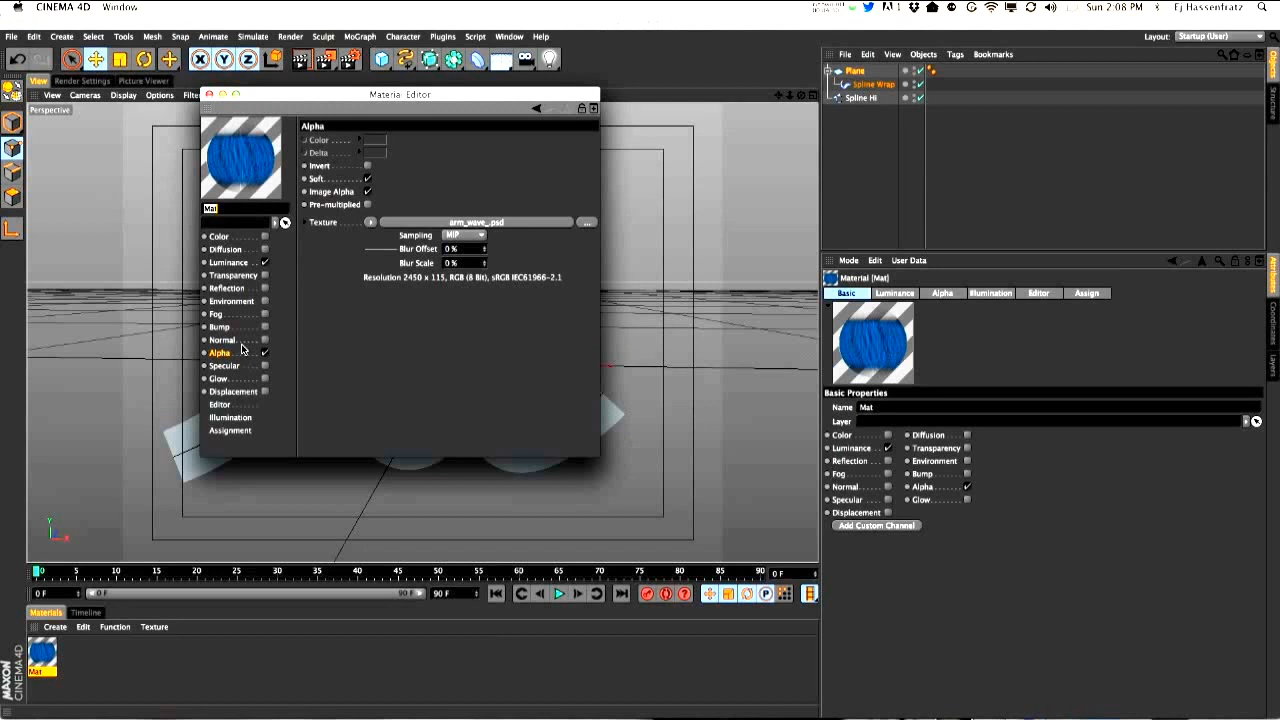 CINEMA 4D Window
Sun 2:08 PM Ej Hassenfratz
File Edit Create Select Tools Mesh Snap Animate Simulate Render Sculpt MoGraph Character Plugins Script Window Help
Layout: Startup (User)
View Render Settings Picture Viewer
View Cameras Display Options Filter
Perspective
Material Editor
Alpha
Color
Delta
Invert
Soft
Image Alpha
Pre-multiplied
Texture arm_wave_.psd ...
Sampling MIP
Blur Offset 0 %
Blur Scale 0 %
Resolution 2450 x 115, RGB (8 Bit), sRGB IEC61966-2.1
Mat
Color
Diffusion
Luminance
Transparency
Reflection
Environment
Fog
Bump
Normal
Alpha
Specular
Glow
Displacement
Editor
Illumination
Assignment
Y
X
0 5 10 15 20 25 30 35 40 45 50 55 60 65 70 75 80 85 90 0 F
0 F 0 F 90 F 90 F
Materials Timeline
Create Edit Function Texture
Mat
MAXON
CINEMA 4D
File Edit View Objects Tags Bookmarks
Plane
Spline Wrap
Spline Hi
Objects
Structure
Mode Edit User Data
Material [Mat]
Basic Luminance Alpha Illumination Editor Assign
Basic Properties
Name Mat
Layer
Color Diffusion
Luminance Transparency
Reflection Environment
Fog Bump
Normal Alpha
Specular Glow
Displacement
Add Custom Channel
Attributes
Coordinates
Layers